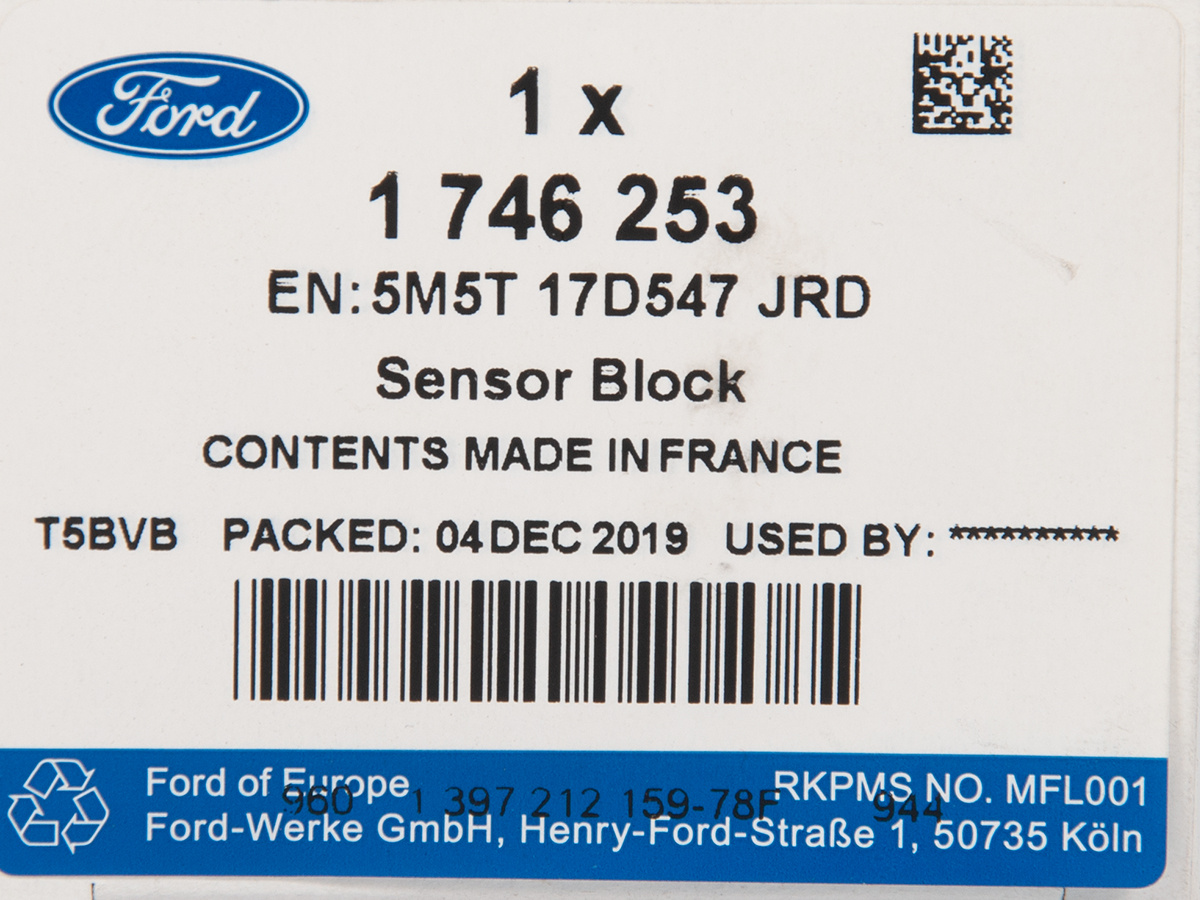 Ford
1 x
1 746 253
EN: 5M5T 17D547 JRD
Sensor Block
CONTENTS MADE IN FRANCE
T5BVB PACKED: 04 DEC 2019 USED BY: **********
Ford of Europe RKPMS NO. MFL001
960 1 397 212 159-78F 944
Ford-Werke GmbH, Henry-Ford-Straße 1, 50735 Köln